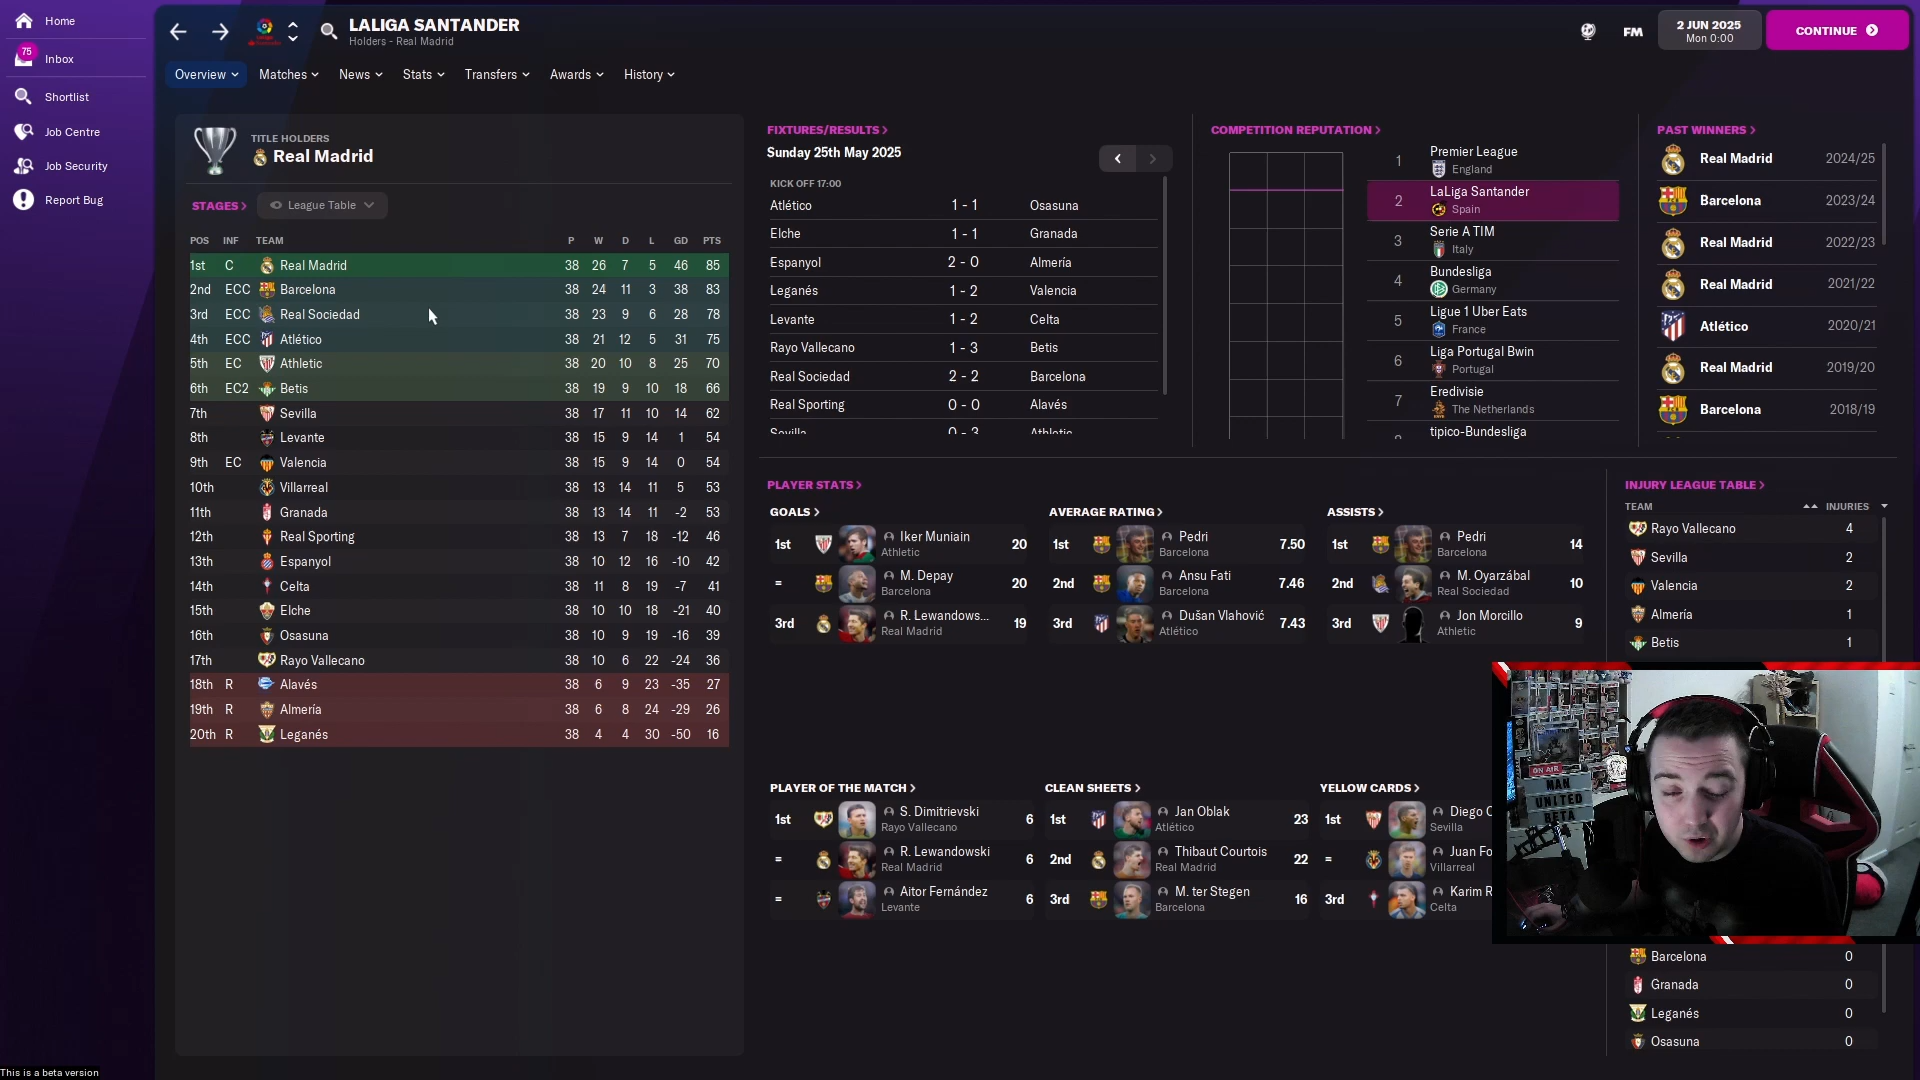 Home
75
Inbox
Shortlist
Job Centre
Job Security
Report Bug
LALIGA SANTANDER
Holders - Real Madrid
FM
2 JUN 2025
Mon 0:00
CONTINUE
Overview Matches News Stats Transfers Awards History
TITLE HOLDERS
Real Madrid
STAGES League Table
POS INF TEAM P W D L GD PTS
1st C Real Madrid 38 26 7 5 46 85
2nd ECC Barcelona 38 24 11 3 38 83
3rd ECC Real Sociedad 38 23 9 6 28 78
4th ECC Atlético 38 21 12 5 31 75
5th EC Athletic 38 20 10 8 25 70
6th EC2 Betis 38 19 9 10 18 66
7th Sevilla 38 17 11 10 14 62
8th Levante 38 15 9 14 1 54
9th EC Valencia 38 15 9 14 0 54
10th Villarreal 38 13 14 11 5 53
11th Granada 38 13 14 11 -2 53
12th Real Sporting 38 13 7 18 -12 46
13th Espanyol 38 10 12 16 -10 42
14th Celta 38 11 8 19 -7 41
15th Elche 38 10 10 18 -21 40
16th Osasuna 38 10 9 19 -16 39
17th Rayo Vallecano 38 10 6 22 -24 36
18th R Alavés 38 6 9 23 -35 27
19th R Almería 38 6 8 24 -29 26
20th R Leganés 38 4 4 30 -50 16
FIXTURES/RESULTS
Sunday 25th May 2025
KICK OFF 17:00
Atlético 1 - 1 Osasuna
Elche 1 - 1 Granada
Espanyol 2 - 0 Almería
Leganés 1 - 2 Valencia
Levante 1 - 2 Celta
Rayo Vallecano 1 - 3 Betis
Real Sociedad 2 - 2 Barcelona
Real Sporting 0 - 0 Alavés
Sevilla 0 - 3 Athletic
COMPETITION REPUTATION
1 Premier League
England
2 LaLiga Santander
Spain
3 Serie A TIM
Italy
4 Bundesliga
Germany
5 Ligue 1 Uber Eats
France
6 Liga Portugal Bwin
Portugal
7 Eredivisie
The Netherlands
tipico-Bundesliga
PAST WINNERS
Real Madrid 2024/25
Barcelona 2023/24
Real Madrid 2022/23
Real Madrid 2021/22
Atlético 2020/21
Real Madrid 2019/20
Barcelona 2018/19
PLAYER STATS
GOALS
1st Iker Muniain 20
Athletic
= M. Depay 20
Barcelona
3rd R. Lewandows... 19
Real Madrid
AVERAGE RATING
1st Pedri 7.50
Barcelona
2nd Ansu Fati 7.46
Barcelona
3rd Dušan Vlahović 7.43
Atlético
ASSISTS
1st Pedri 14
Barcelona
2nd M. Oyarzábal 10
Real Sociedad
3rd Jon Morcillo 9
Athletic
PLAYER OF THE MATCH
1st S. Dimitrievski 6
Rayo Vallecano
= R. Lewandowski 6
Real Madrid
= Aitor Fernández 6
Levante
CLEAN SHEETS
1st Jan Oblak 23
Atlético
2nd Thibaut Courtois 22
Real Madrid
3rd M. ter Stegen 16
Barcelona
YELLOW CARDS
1st Diego C
Sevilla
= Juan Fo
Villarreal
3rd Karim R
Celta
INJURY LEAGUE TABLE
TEAM INJURIES
Rayo Vallecano 4
Sevilla 2
Valencia 2
Almería 1
Betis 1
Barcelona 0
Granada 0
Leganés 0
Osasuna 0
ON AIR
MAN
UNITED
BETA
This is a beta version